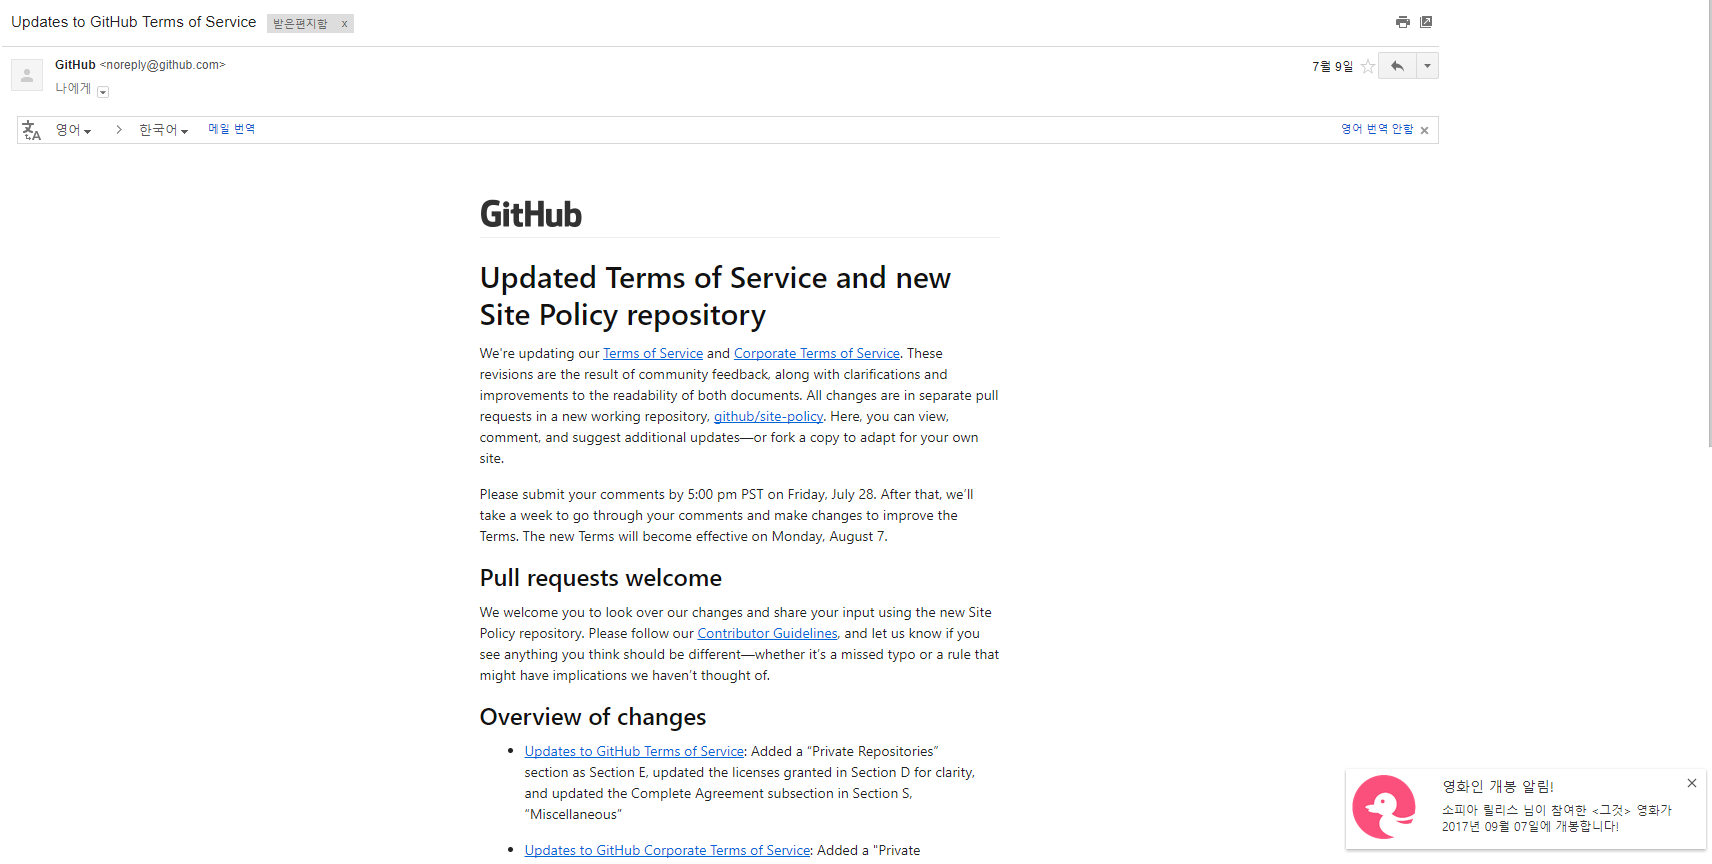 Updates to GitHub Terms of Service 받은편지함 x
GitHub <noreply@github.com>
7월 9일
나에게
영어 한국어 메일 번역
영어 번역 안함 ×
GitHub
Updated Terms of Service and new
Site Policy repository
We're updating our Terms of Service and Corporate Terms of Service. These
revisions are the result of community feedback, along with clarifications and
improvements to the readability of both documents. All changes are in separate pull
requests in a new working repository, github/site-policy. Here, you can view,
comment, and suggest additional updates—or fork a copy to adapt for your own
site.
Please submit your comments by 5:00 pm PST on Friday, July 28. After that, we’ll
take a week to go through your comments and make changes to improve the
Terms. The new Terms will become effective on Monday, August 7.
Pull requests welcome
We welcome you to look over our changes and share your input using the new Site
Policy repository. Please follow our Contributor Guidelines, and let us know if you
see anything you think should be different—whether it’s a missed typo or a rule that
might have implications we haven’t thought of.
Overview of changes
• Updates to GitHub Terms of Service: Added a “Private Repositories”
section as Section E, updated the licenses granted in Section D for clarity,
and updated the Complete Agreement subsection in Section S,
“Miscellaneous”
• Updates to GitHub Corporate Terms of Service: Added a "Private
영화인 개봉 알림!
소피아 릴리스 님이 참여한 <그것> 영화가
2017년 09월 07일에 개봉합니다!